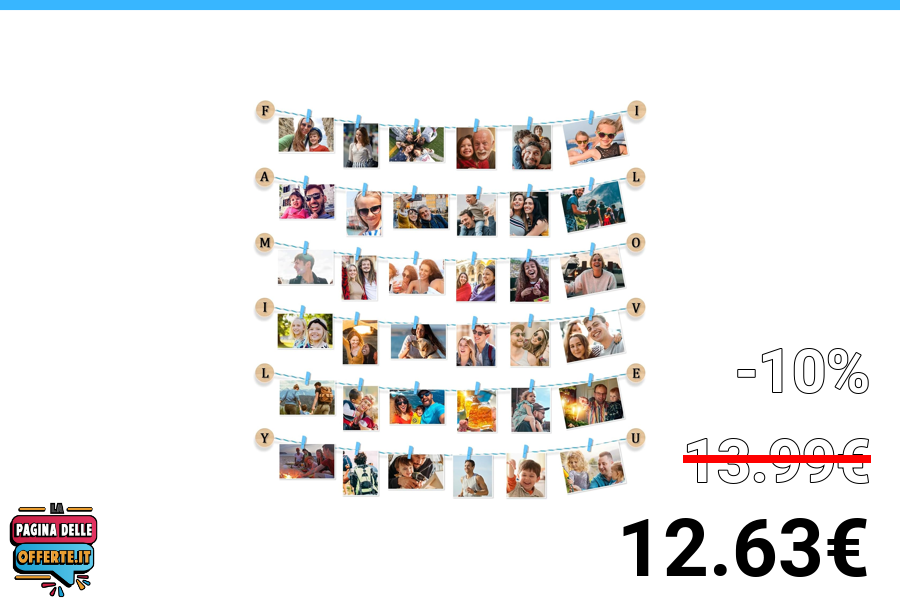 F I
A L
M O
I V
L E
Y U
-10%
13.99€
12.63€
LA
PAGINA DELLE
OFFERTE.IT